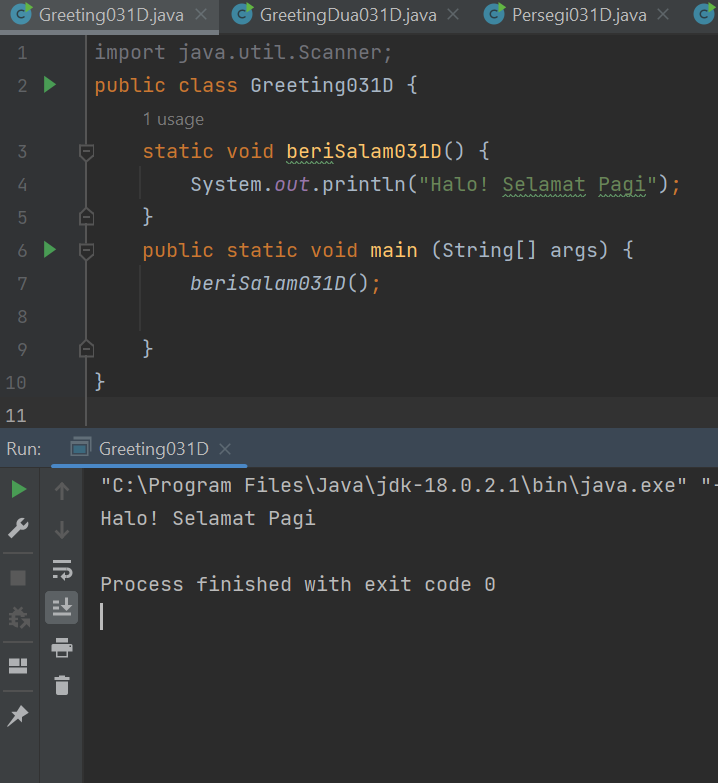 Greeting031D.java GreetingDua031D.java Persegi031D.java
1 import java.util.Scanner;
2 public class Greeting031D {
1 usage
3 static void beriSalam031D() {
4 System.out.println("Halo! Selamat Pagi");
5 }
6 public static void main (String[] args) {
7 beriSalam031D();
8
9 }
10 }
11
Run: Greeting031D
"C:\Program Files\Java\jdk-18.0.2.1\bin\java.exe" "-
Halo! Selamat Pagi
Process finished with exit code 0